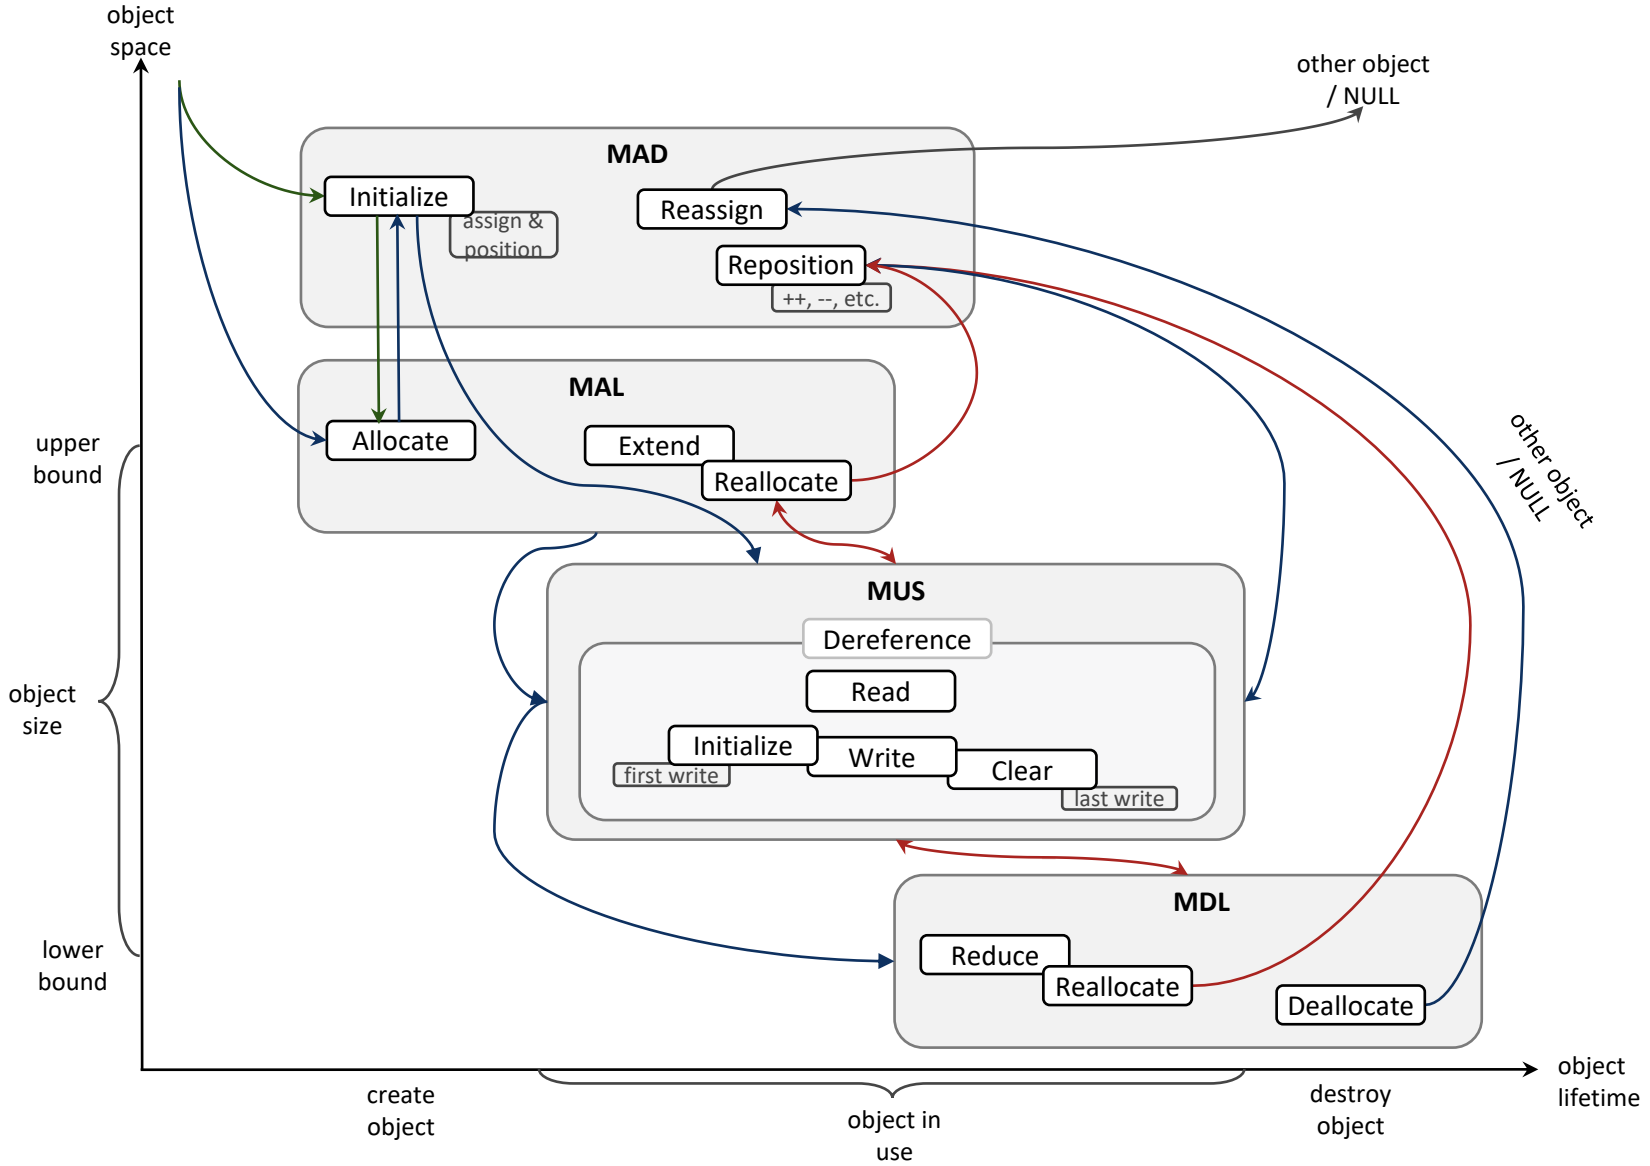 object
space
other object
/ NULL
MAD
Initialize
assign &
position
Reassign
Reposition
++, --, etc.
MAL
Allocate
Extend
Reallocate
upper
bound
other object
/ NULL
MUS
Dereference
Read
Initialize
Write
Clear
first write
last write
object
size
MDL
Reduce
Reallocate
Deallocate
lower
bound
create
object
object in
use
destroy
object
object
lifetime